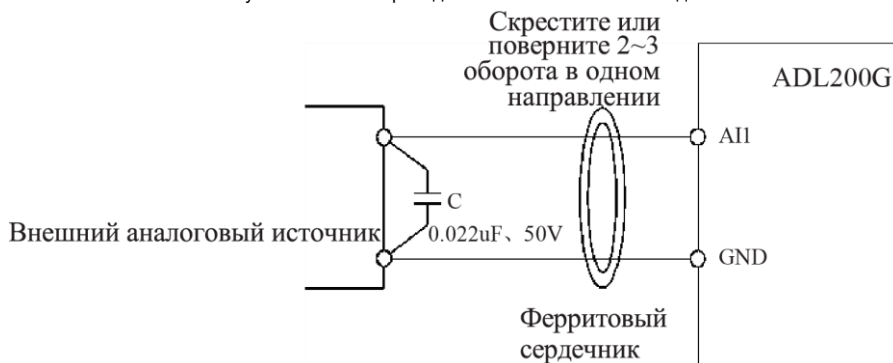 Скрестите или
поверните 2~3
оборота в одном
направлении
ADL200G
AI1
C
Внешний аналоговый источник
0.022uF、50V
GND
Ферритовый
сердечник